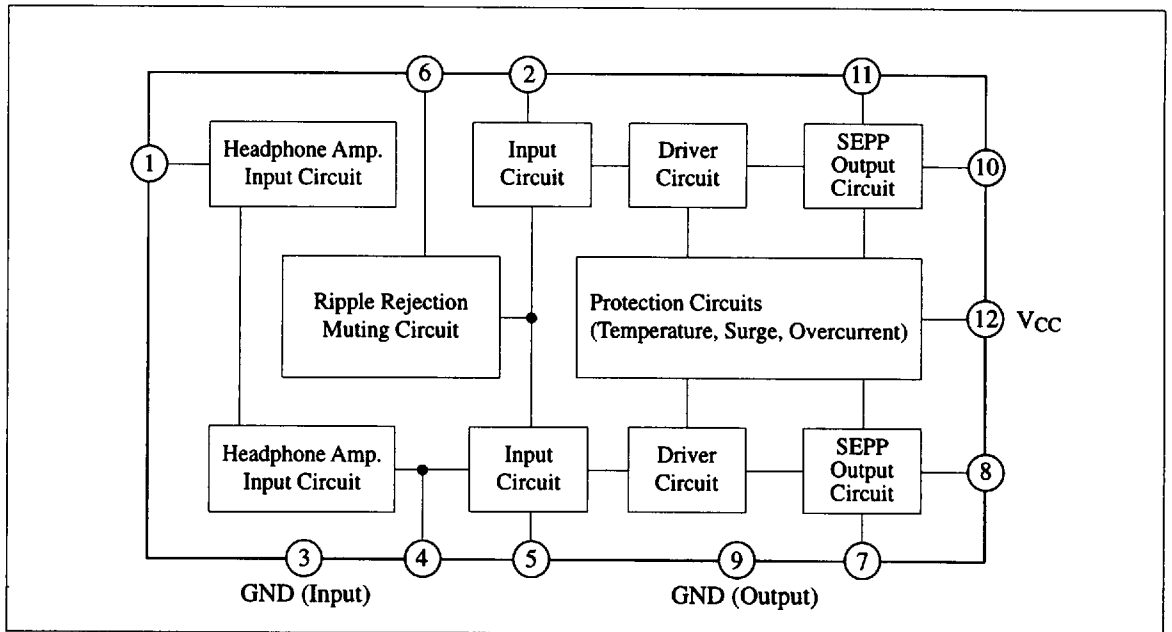 6
2
11
1
Headphone Amp.
Input Circuit
Input
Circuit
Driver
Circuit
SEPP
Output
Circuit
10
Ripple Rejection
Muting Circuit
Protection Circuits
(Temperature, Surge, Overcurrent)
12
VCC
Headphone Amp.
Input Circuit
Input
Circuit
Driver
Circuit
SEPP
Output
Circuit
8
3
4
5
9
7
GND (Input)
GND (Output)